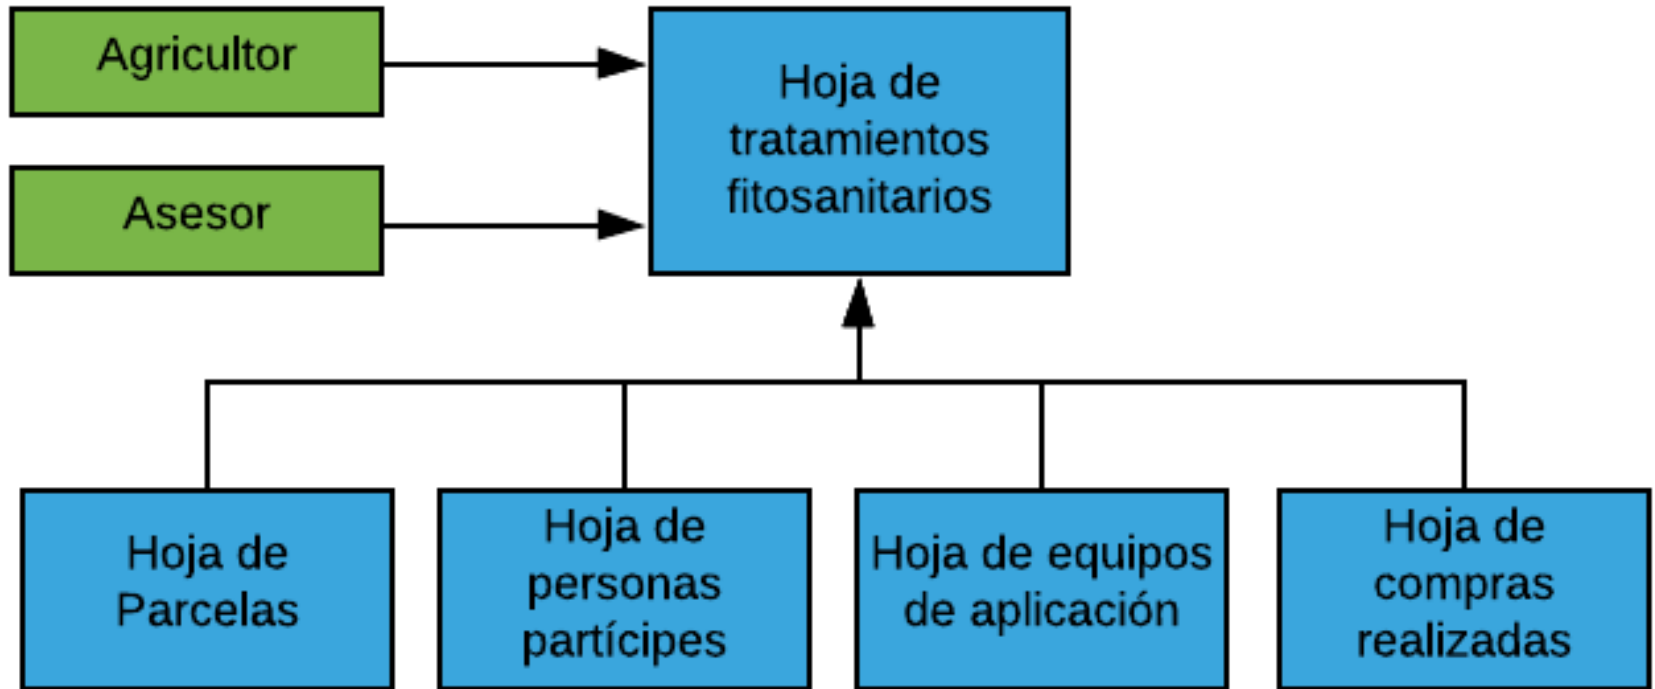 Agricultor
Hoja de
tratamientos
fitosanitarios
Asesor
Hoja de
Parcelas
Hoja de
personas
partícipes
Hoja de equipos
de aplicación
Hoja de
compras
realizadas